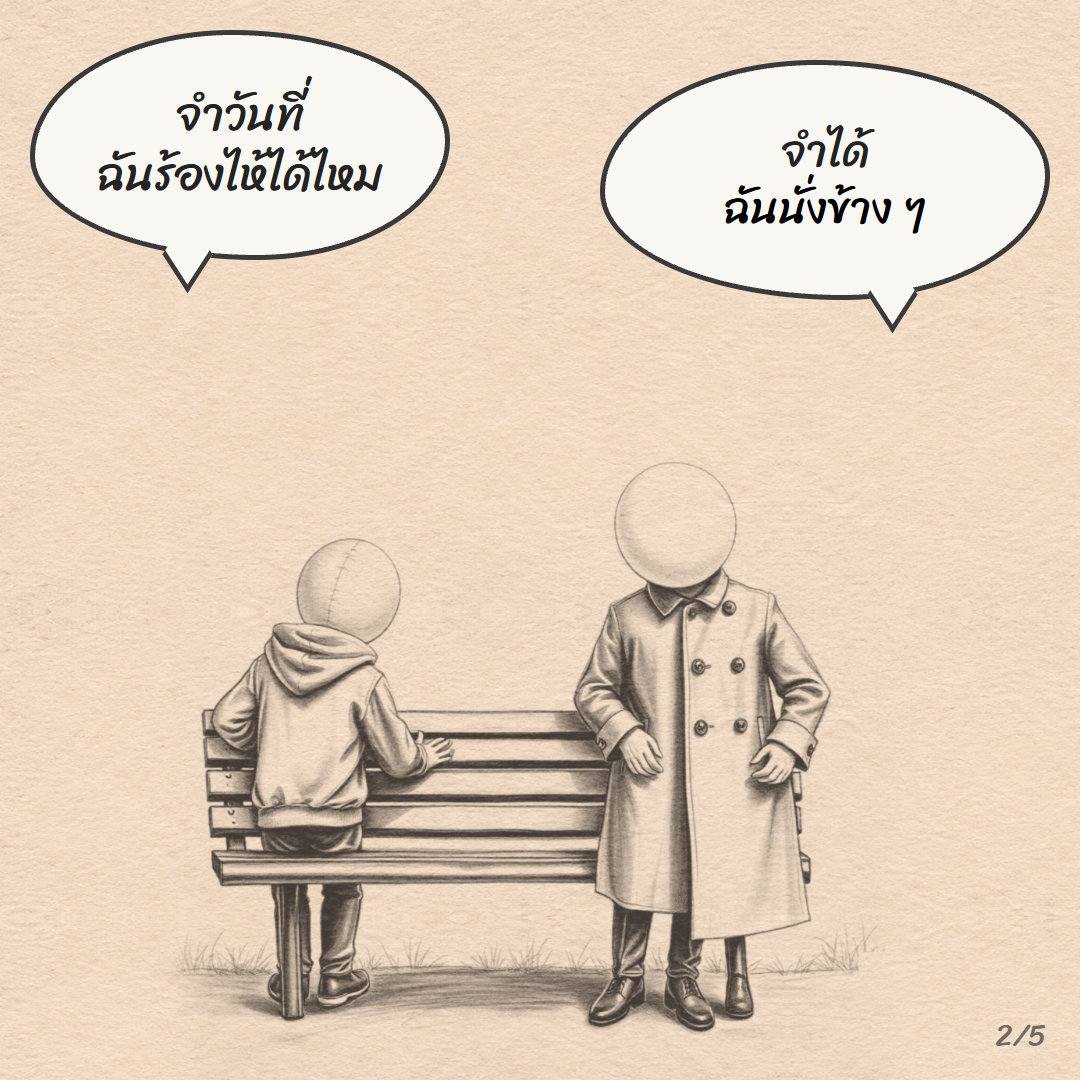 จำวันที่
ฉันร้องไห้ได้ไหม
จำได้
ฉันนั่งข้าง ๆ
2/5